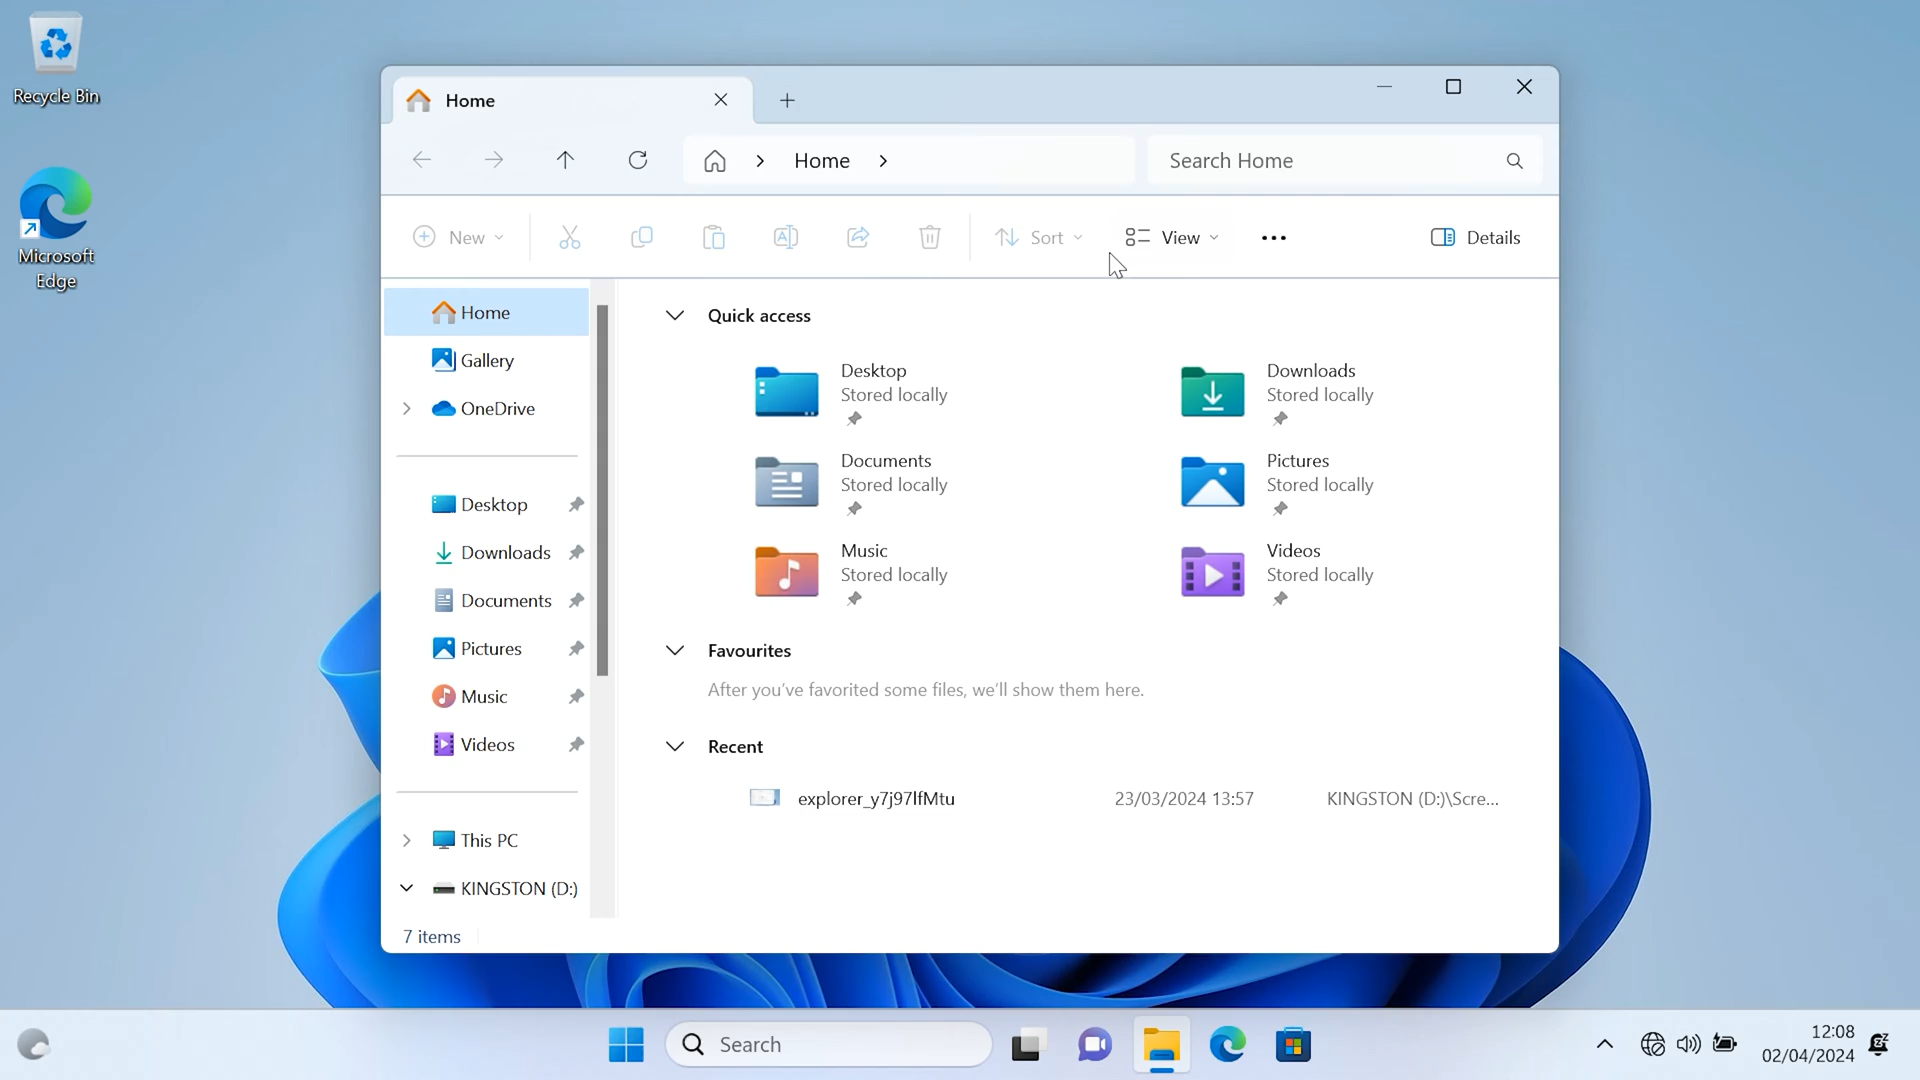 Recycle Bin
Microsoft
Edge
Home
Home
Search Home
New
Sort
View
Details
Home
Gallery
OneDrive
Desktop
Downloads
Documents
Pictures
Music
Videos
This PC
KINGSTON (D:)
Quick access
Desktop
Stored locally
Downloads
Stored locally
Documents
Stored locally
Pictures
Stored locally
Music
Stored locally
Videos
Stored locally
Favourites
After you've favorited some files, we'll show them here.
Recent
explorer_y7j97lfMtu 23/03/2024 13:57 KINGSTON (D:)\Scre...
7 items
Search
12:08
02/04/2024